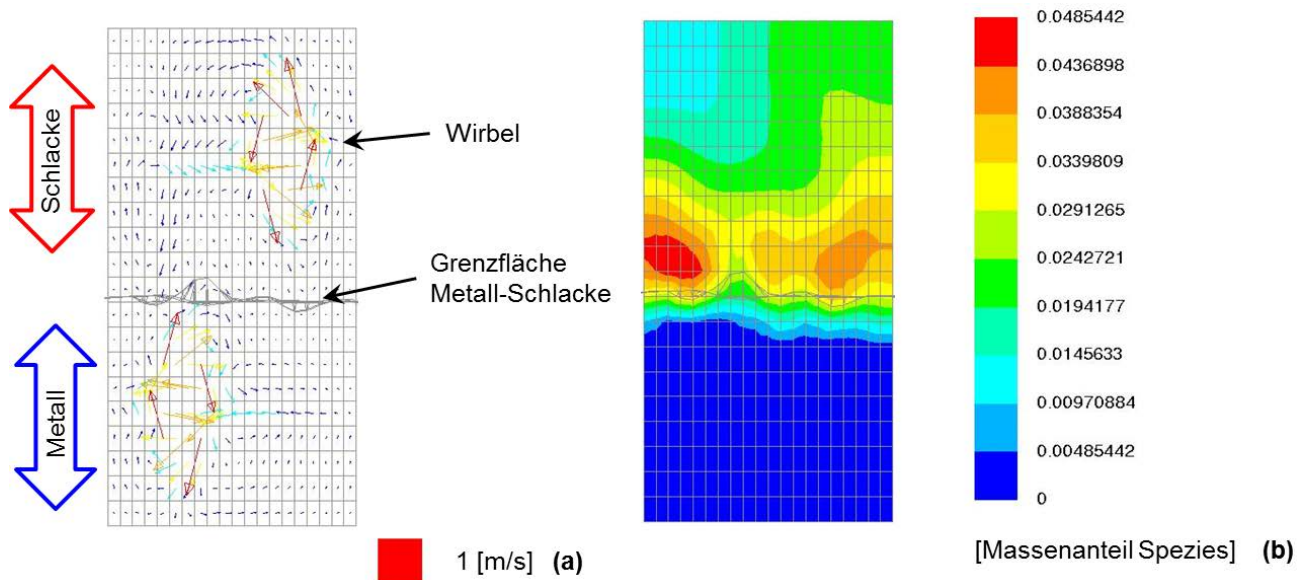 Schlacke
Metall
Wirbel
Grenzfläche
Metall-Schlacke
1 [m/s] (a)
0.0485442
0.0436898
0.0388354
0.0339809
0.0291265
0.0242721
0.0194177
0.0145633
0.00970884
0.00485442
0
[Massenanteil Spezies] (b)